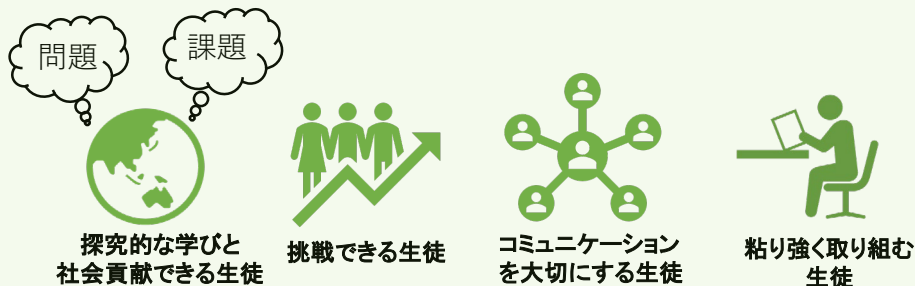 問題
課題
探究的な学びと
社会貢献できる生徒
挑戦できる生徒
コミュニケーション
を大切にする生徒
粘り強く取り組む
生徒